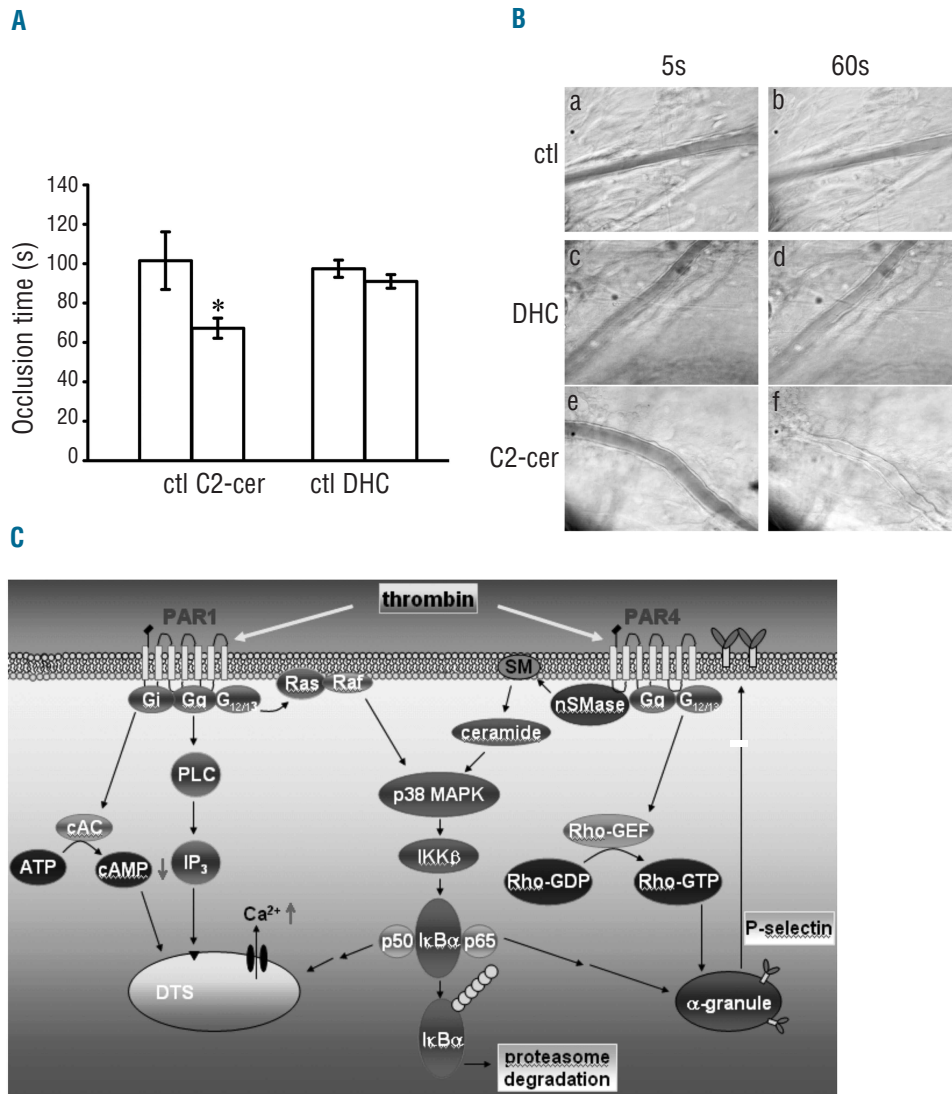 A
Occlusion time (s)
140
120
100
80
60
40
20
0
*
ctl C2-cer
ctl DHC
B
5s
60s
ctl
a
b
DHC
c
d
C2-cer
e
f
C
thrombin
PAR1
PAR4
SM
Gi
Gq
G12/13
Ras
Raf
nSMase
Gq
G12/13
ceramide
PLC
p38 MAPK
cAC
Rho-GEF
ATP
cAMP
IP3
IKKβ
Rho-GDP
Rho-GTP
Ca2+
P-selectin
p50
IκBα
p65
DTS
α-granule
IκBα
proteasome
degradation